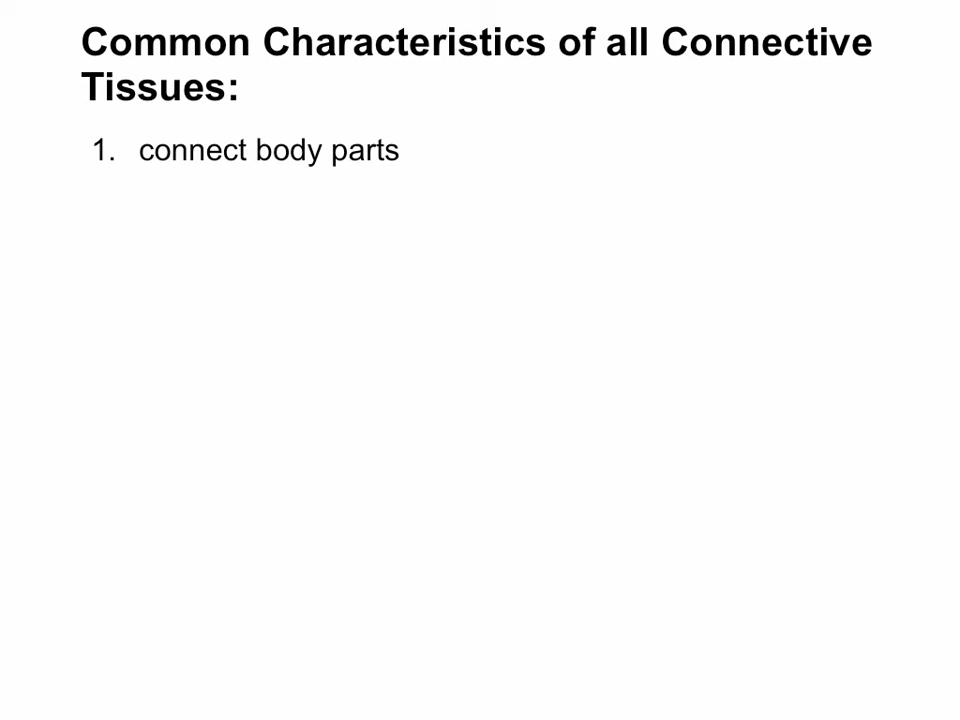 Common Characteristics of all Connective
Tissues:
1. connect body parts